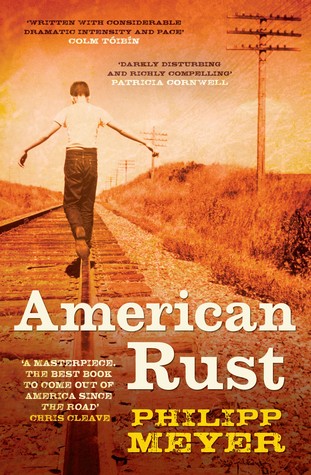 'WRITTEN WITH CONSIDERABLE
DRAMATIC INTENSITY AND PACE'
COLM TÓIBÍN
'DARKLY DISTURBING
AND RICHLY COMPELLING'
PATRICIA CORNWELL
American
Rust
'A MASTERPIECE.
THE BEST BOOK
TO COME OUT OF
AMERICA SINCE
THE ROAD'
CHRIS CLEAVE
PHILIPP
MEYER